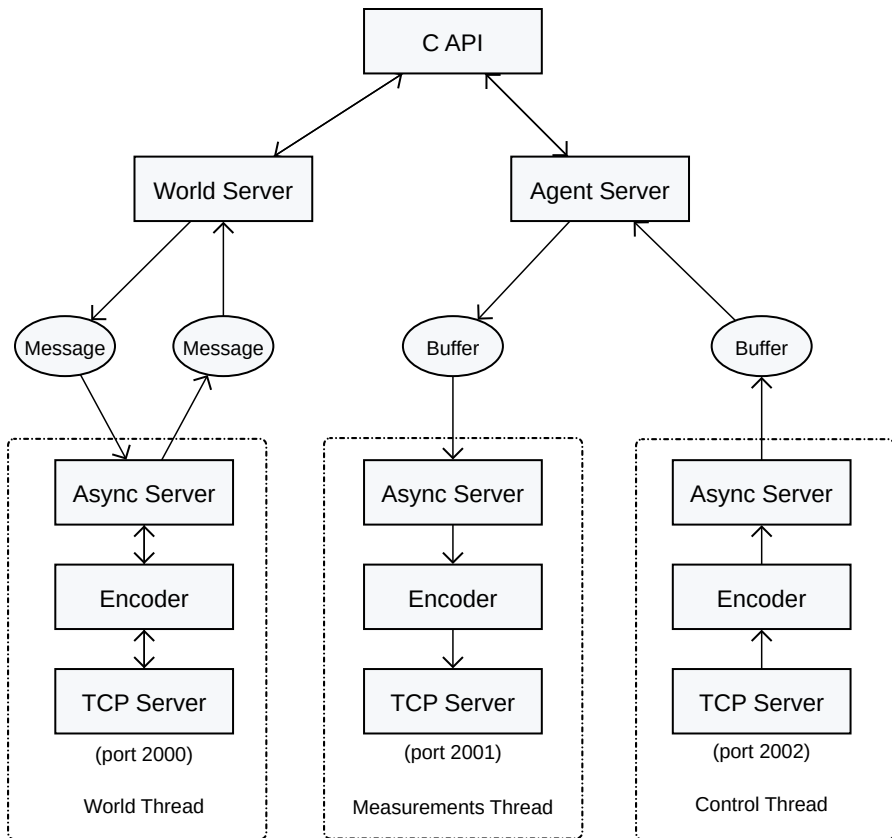 C API
World Server
Agent Server
Message
Message
Buffer
Buffer
Async Server
Async Server
Async Server
Encoder
Encoder
Encoder
TCP Server
TCP Server
TCP Server
(port 2000)
(port 2001)
(port 2002)
World Thread
Measurements Thread
Control Thread